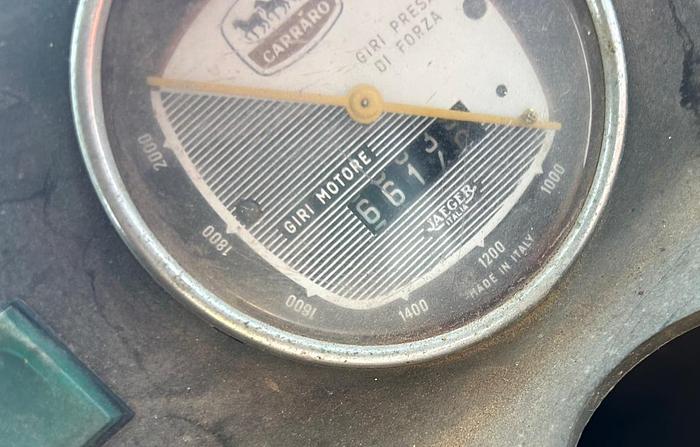 CARRARO
GIRI PRESA
DI FORZA
GIRI MOTORE
661
JAEGER
ITALIA
2000
1800
1600
1400
1200
1000
MADE IN ITALY